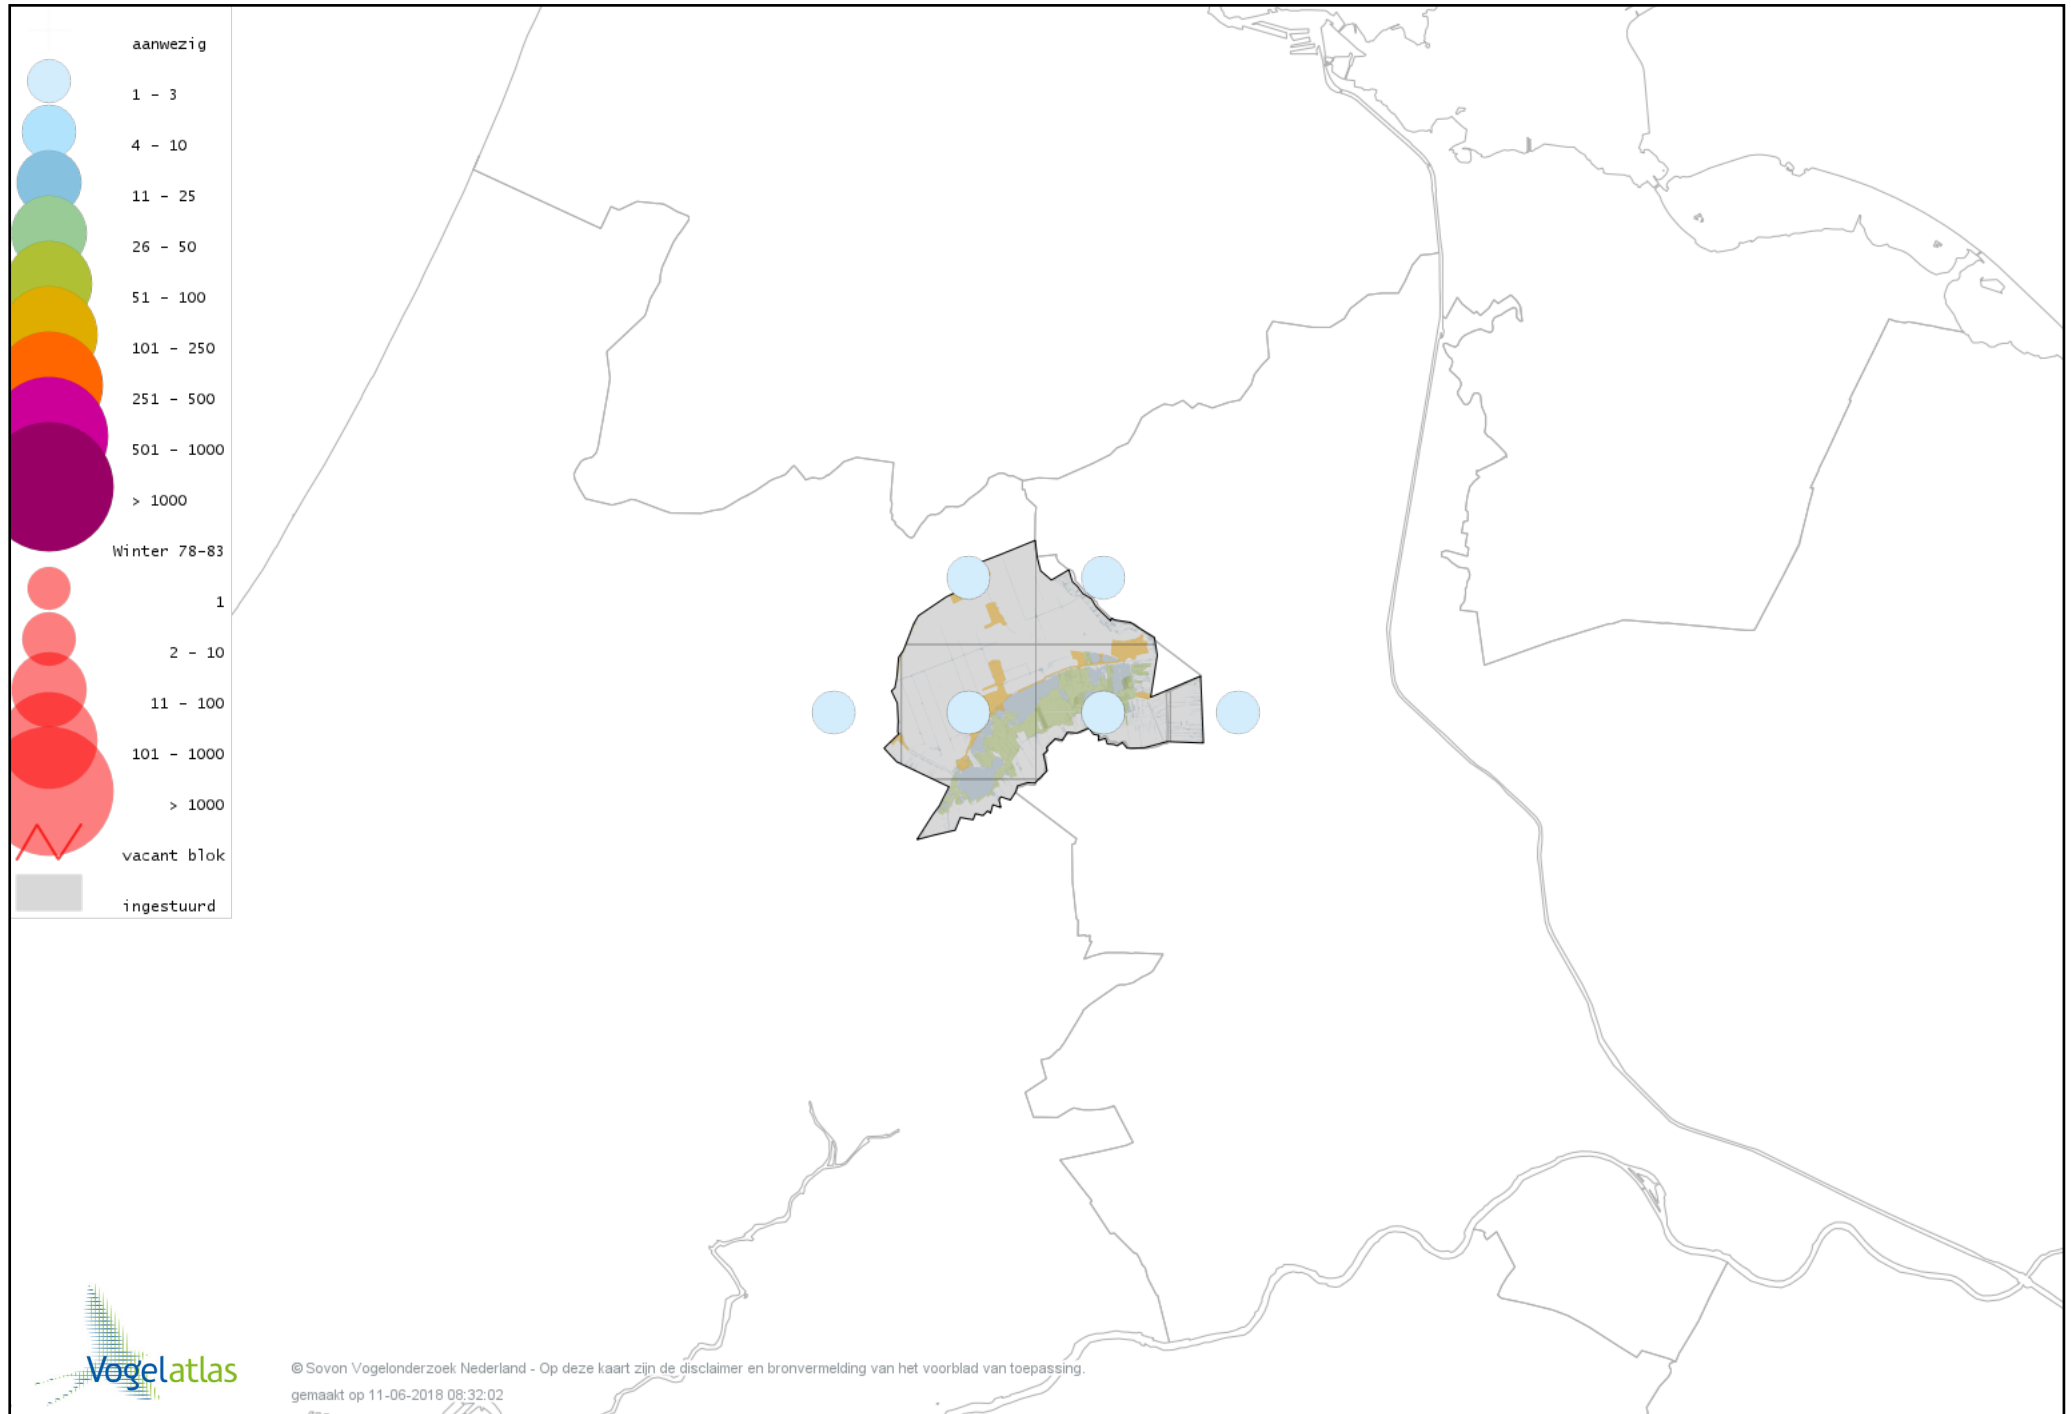 aanwezig
1 - 3
4 - 10
11 - 25
26 - 50
51 - 100
101 - 250
251 - 500
501 - 1000
> 1000
Winter 78-83
1
2 - 10
11 - 100
101 - 1000
> 1000
vacant blok
ingestuurd
Vogelatlas
© Sovon Vogelonderzoek Nederland - Op deze kaart zijn de disclaimer en bronvermelding van het voorblad van toepassing.
gemaakt op 11-06-2018 08:32:02